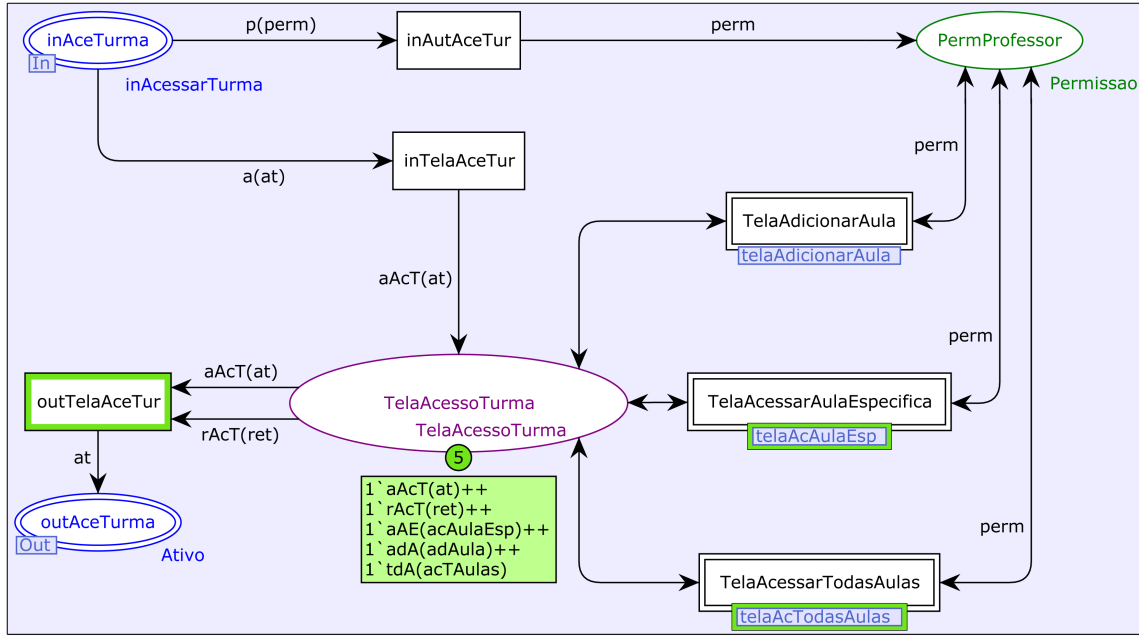 inAceTurma
In
inAcessarTurma
p(perm)
inAutAceTur
perm
PermProfessor
Permissao
a(at)
inTelaAceTur
perm
TelaAdicionarAula
telaAdicionarAula
aAcT(at)
perm
aAcT(at)
outTelaAceTur
rAcT(ret)
TelaAcessoTurma
TelaAcessoTurma
5
TelaAcessarAulaEspecifica
telaAcAulaEsp
1`aAcT(at)++
1`rAcT(ret)++
1`aAE(acAulaEsp)++
1`adA(adAula)++
1`tdA(acTAulas)
at
outAceTurma
Out
Ativo
perm
TelaAcessarTodasAulas
telaAcTodasAulas